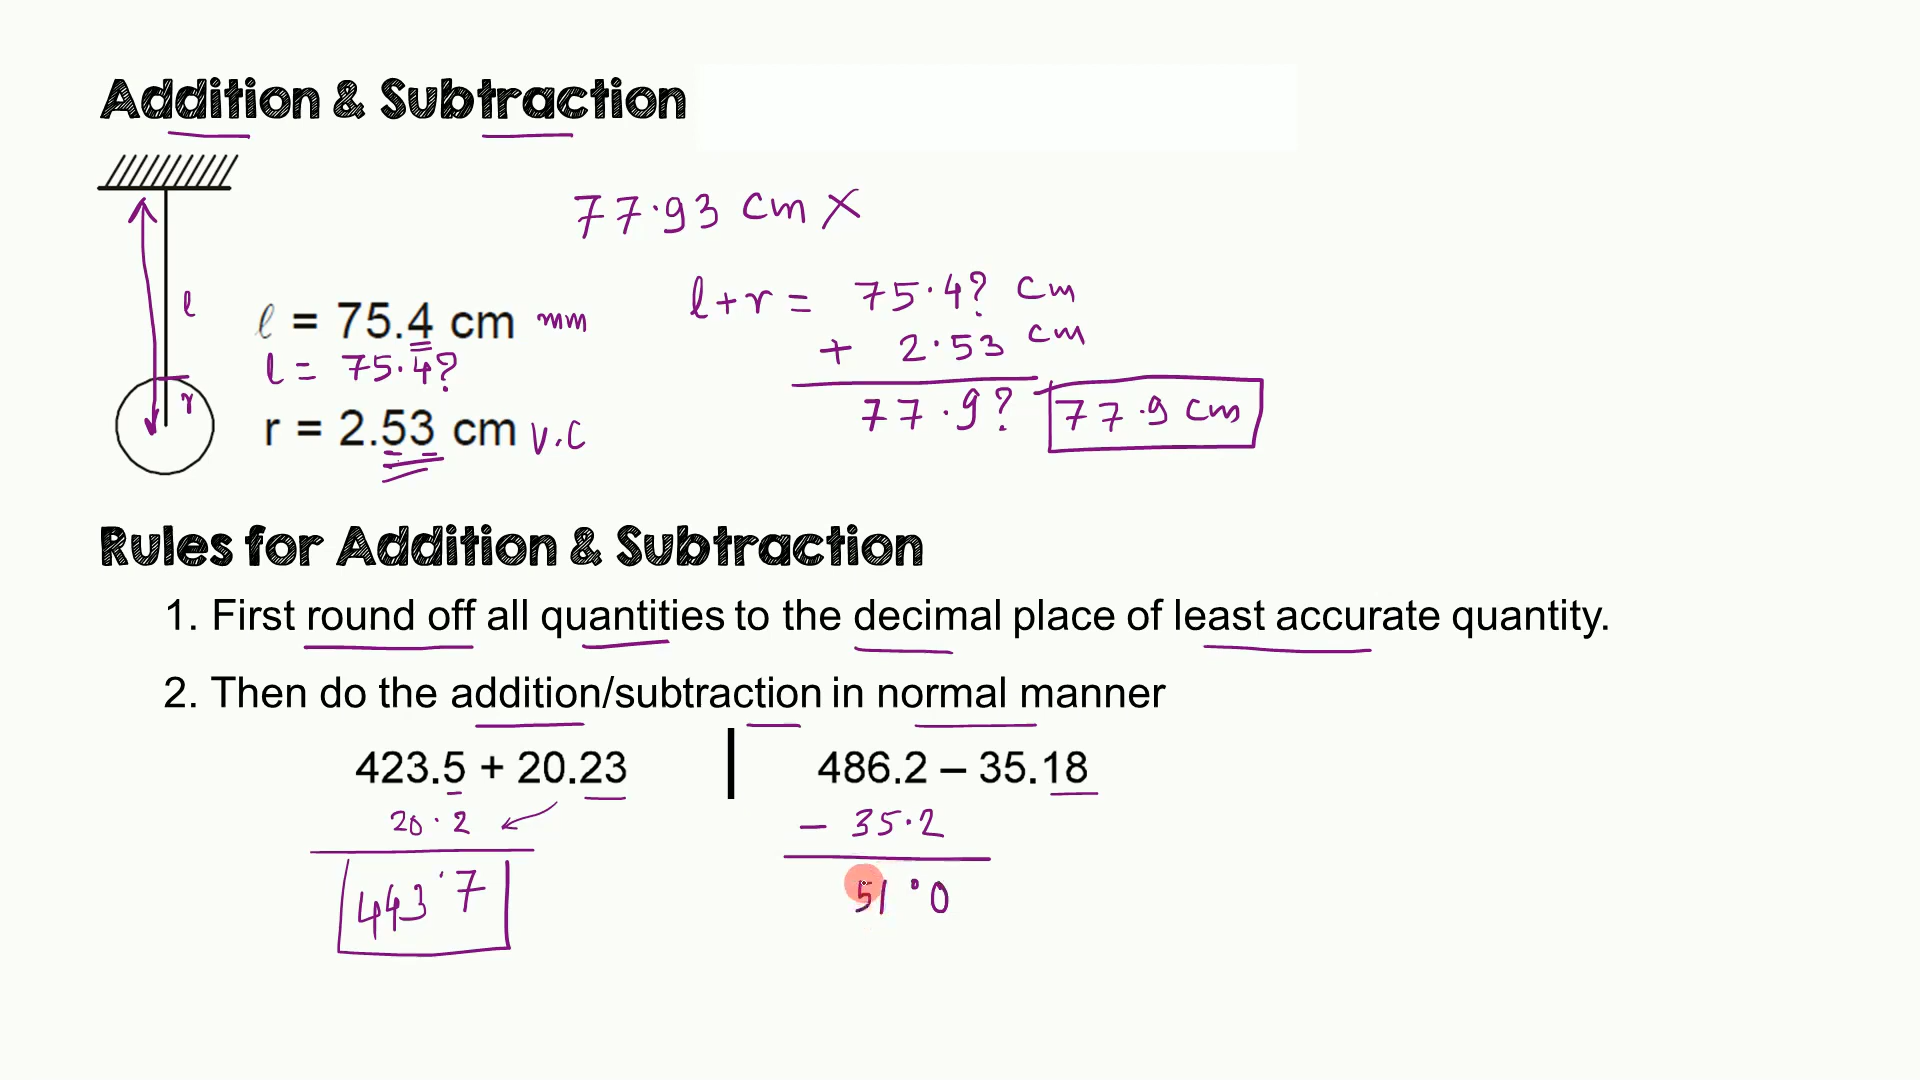 Addition & Subtraction
77.93 cm X
l
r
ℓ = 75.4 cm mm
l = 75.4?
r = 2.53 cm V.C
l+r = 75.4? cm
+ 2.53 cm
77.9? 77.9 cm
Rules for Addition & Subtraction
1. First round off all quantities to the decimal place of least accurate quantity.
2. Then do the addition/subtraction in normal manner
423.5 + 20.23
20.2
443.7
486.2 – 35.18
- 35.2
51.0